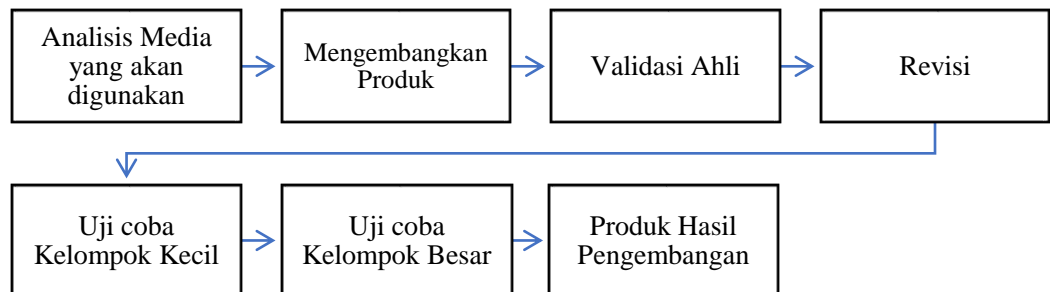 Analisis Media
yang akan
digunakan
Mengembangkan
Produk
Validasi Ahli
Revisi
Uji coba
Kelompok Kecil
Uji coba
Kelompok Besar
Produk Hasil
Pengembangan